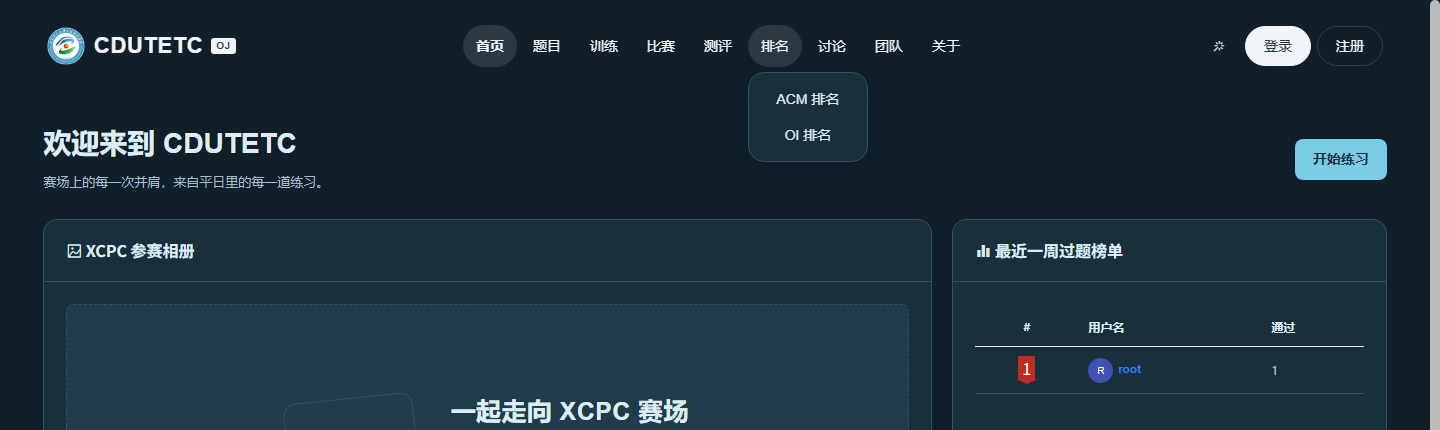 CDUTETC OJ
首页 题目 训练 比赛 测评 排名 讨论 团队 关于
登录 注册
ACM 排名
OI 排名
欢迎来到 CDUTETC
赛场上的每一次并肩，来自平日里的每一道练习。
开始练习
XCPC 参赛相册
一起走向 XCPC 赛场
最近一周过题榜单
# 用户名 通过
1 R root 1